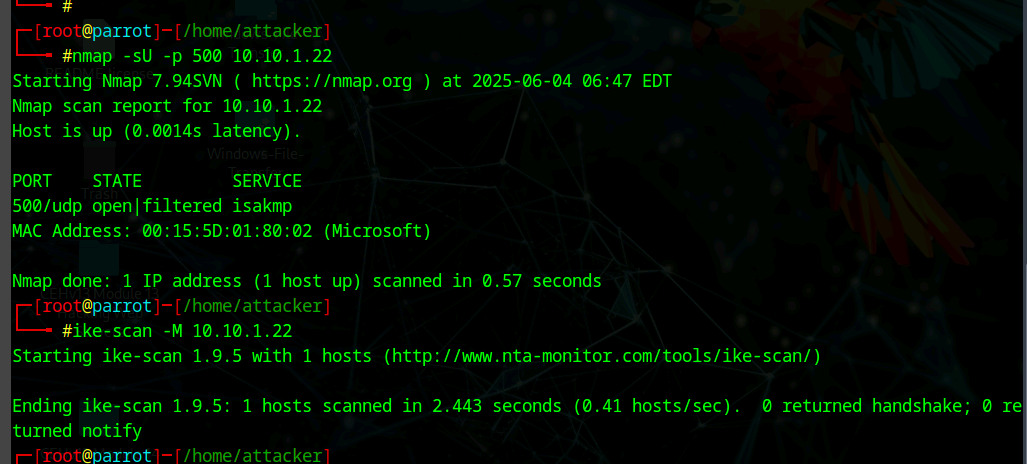 #
[root@parrot]─[/home/attacker]
#nmap -sU -p 500 10.10.1.22
Starting Nmap 7.94SVN ( https://nmap.org ) at 2025-06-04 06:47 EDT
Nmap scan report for 10.10.1.22
Host is up (0.0014s latency).
Windows-File-
PORT    STATE         SERVICE
Trash
500/udp open|filtered isakmp
MAC Address: 00:15:5D:01:80:02 (Microsoft)
Nmap done: 1 IP address (1 host up) scanned in 0.57 seconds
[root@parrot]─[/home/attacker]
#ike-scan -M 10.10.1.22
Starting ike-scan 1.9.5 with 1 hosts (http://www.nta-monitor.com/tools/ike-scan/)
Ending ike-scan 1.9.5: 1 hosts scanned in 2.443 seconds (0.41 hosts/sec).  0 returned handshake; 0 re
turned notify
[root@parrot]─[/home/attacker]